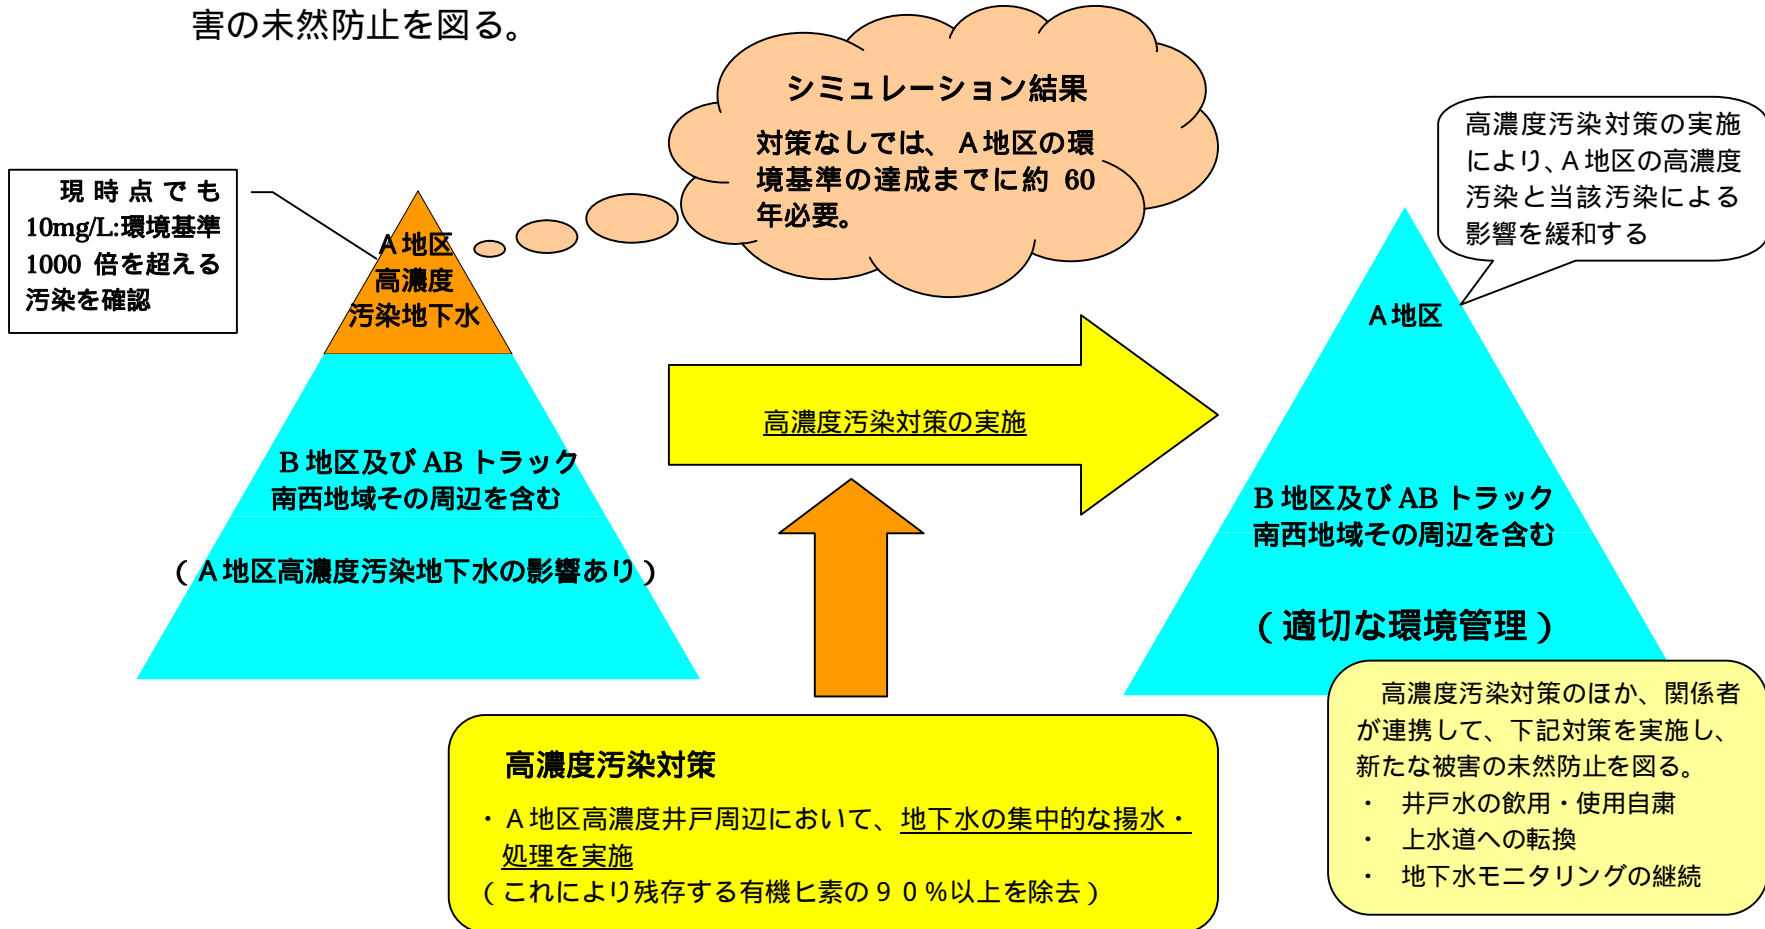 害の未然防止を図る。
シミュレーション結果
対策なしでは、A地区の環
境基準の達成までに約 60
年必要。
高濃度汚染対策の実施
により、A地区の高濃度
汚染と当該汚染による
影響を緩和する
現時点でも
10mg/L:環境基準
1000 倍を超える
汚染を確認
A地区
高濃度
汚染地下水
A地区
高濃度汚染対策の実施
B 地区及び AB トラック
南西地域その周辺を含む
(A地区高濃度汚染地下水の影響あり)
B 地区及び AB トラック
南西地域その周辺を含む
(適切な環境管理)
高濃度汚染対策
・A地区高濃度井戸周辺において、地下水の集中的な揚水・
処理を実施
(これにより残存する有機ヒ素の90%以上を除去)
高濃度汚染対策のほか、関係者
が連携して、下記対策を実施し、
新たな被害の未然防止を図る。
・ 井戸水の飲用・使用自粛
・ 上水道への転換
・ 地下水モニタリングの継続